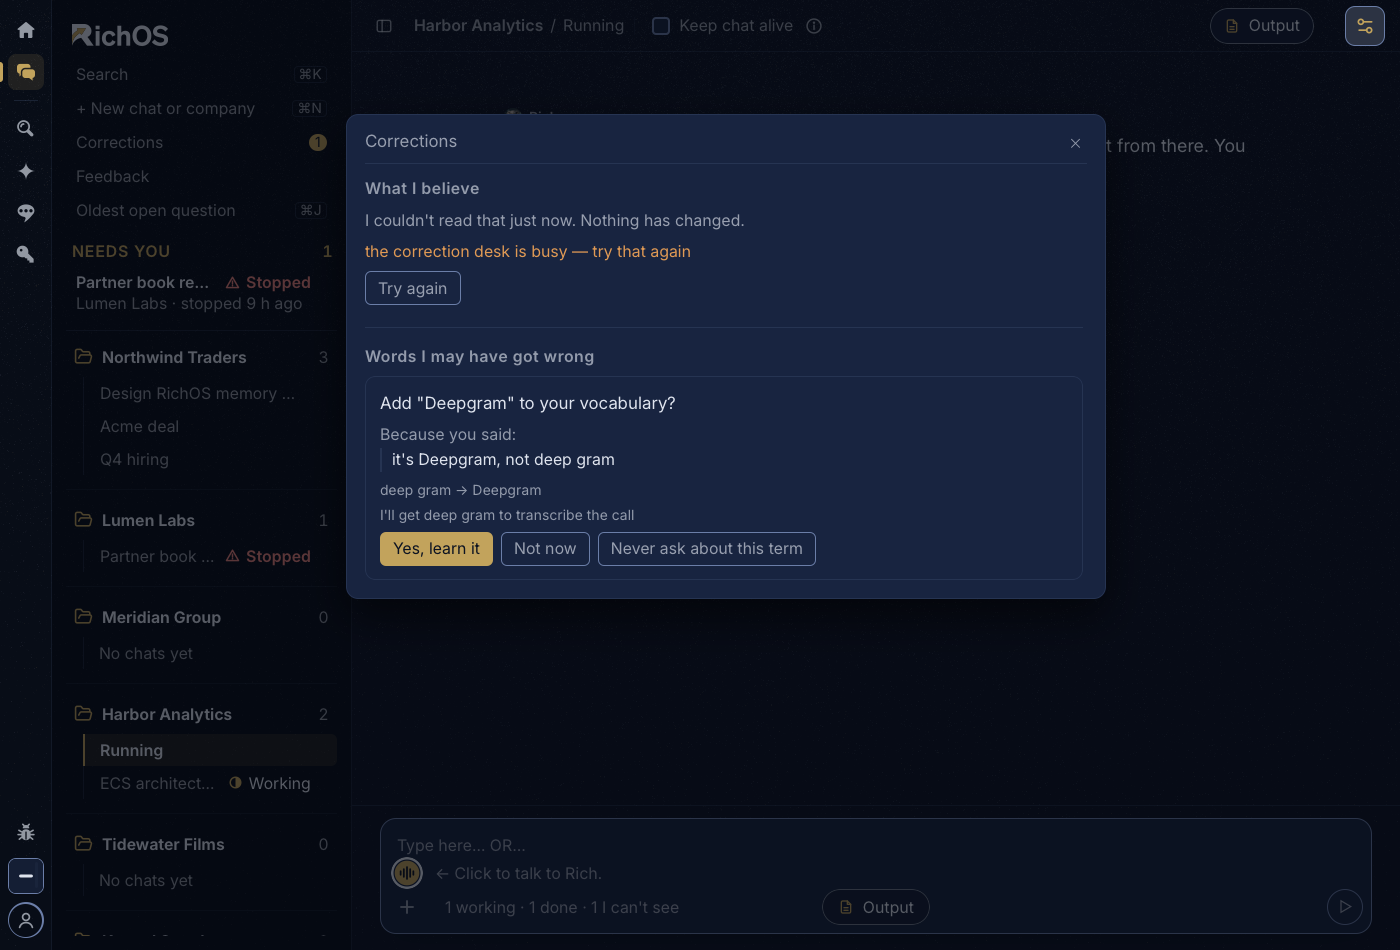 RichOS
Search ⌘K
+ New chat or company ⌘N
Corrections 1
Feedback
Oldest open question ⌘J
NEEDS YOU 1
Partner book re... Stopped
Lumen Labs · stopped 9 h ago
Northwind Traders 3
Design RichOS memory ...
Acme deal
Q4 hiring
Lumen Labs 1
Partner book ... Stopped
Meridian Group 0
No chats yet
Harbor Analytics 2
Running
ECS architect... Working
Tidewater Films 0
No chats yet
Harbor Analytics / Running Keep chat alive Output
t from there. You
Corrections
What I believe
I couldn't read that just now. Nothing has changed.
the correction desk is busy — try that again
Try again
Words I may have got wrong
Add "Deepgram" to your vocabulary?
Because you said:
it's Deepgram, not deep gram
deep gram → Deepgram
I'll get deep gram to transcribe the call
Yes, learn it Not now Never ask about this term
Type here... OR...
← Click to talk to Rich.
1 working · 1 done · 1 I can't see Output